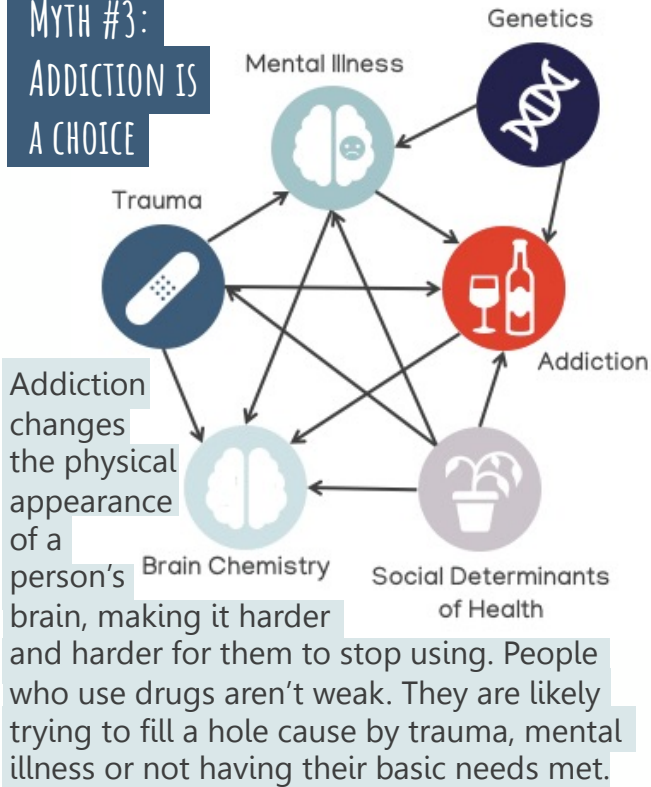 MYTH #3:
ADDICTION IS
A CHOICE
Genetics
Mental Illness
Trauma
Addiction
Brain Chemistry
Social Determinants
of Health
Addiction
changes
the physical
appearance
of a
person's
brain, making it harder
and harder for them to stop using. People
who use drugs aren't weak. They are likely
trying to fill a hole cause by trauma, mental
illness or not having their basic needs met.